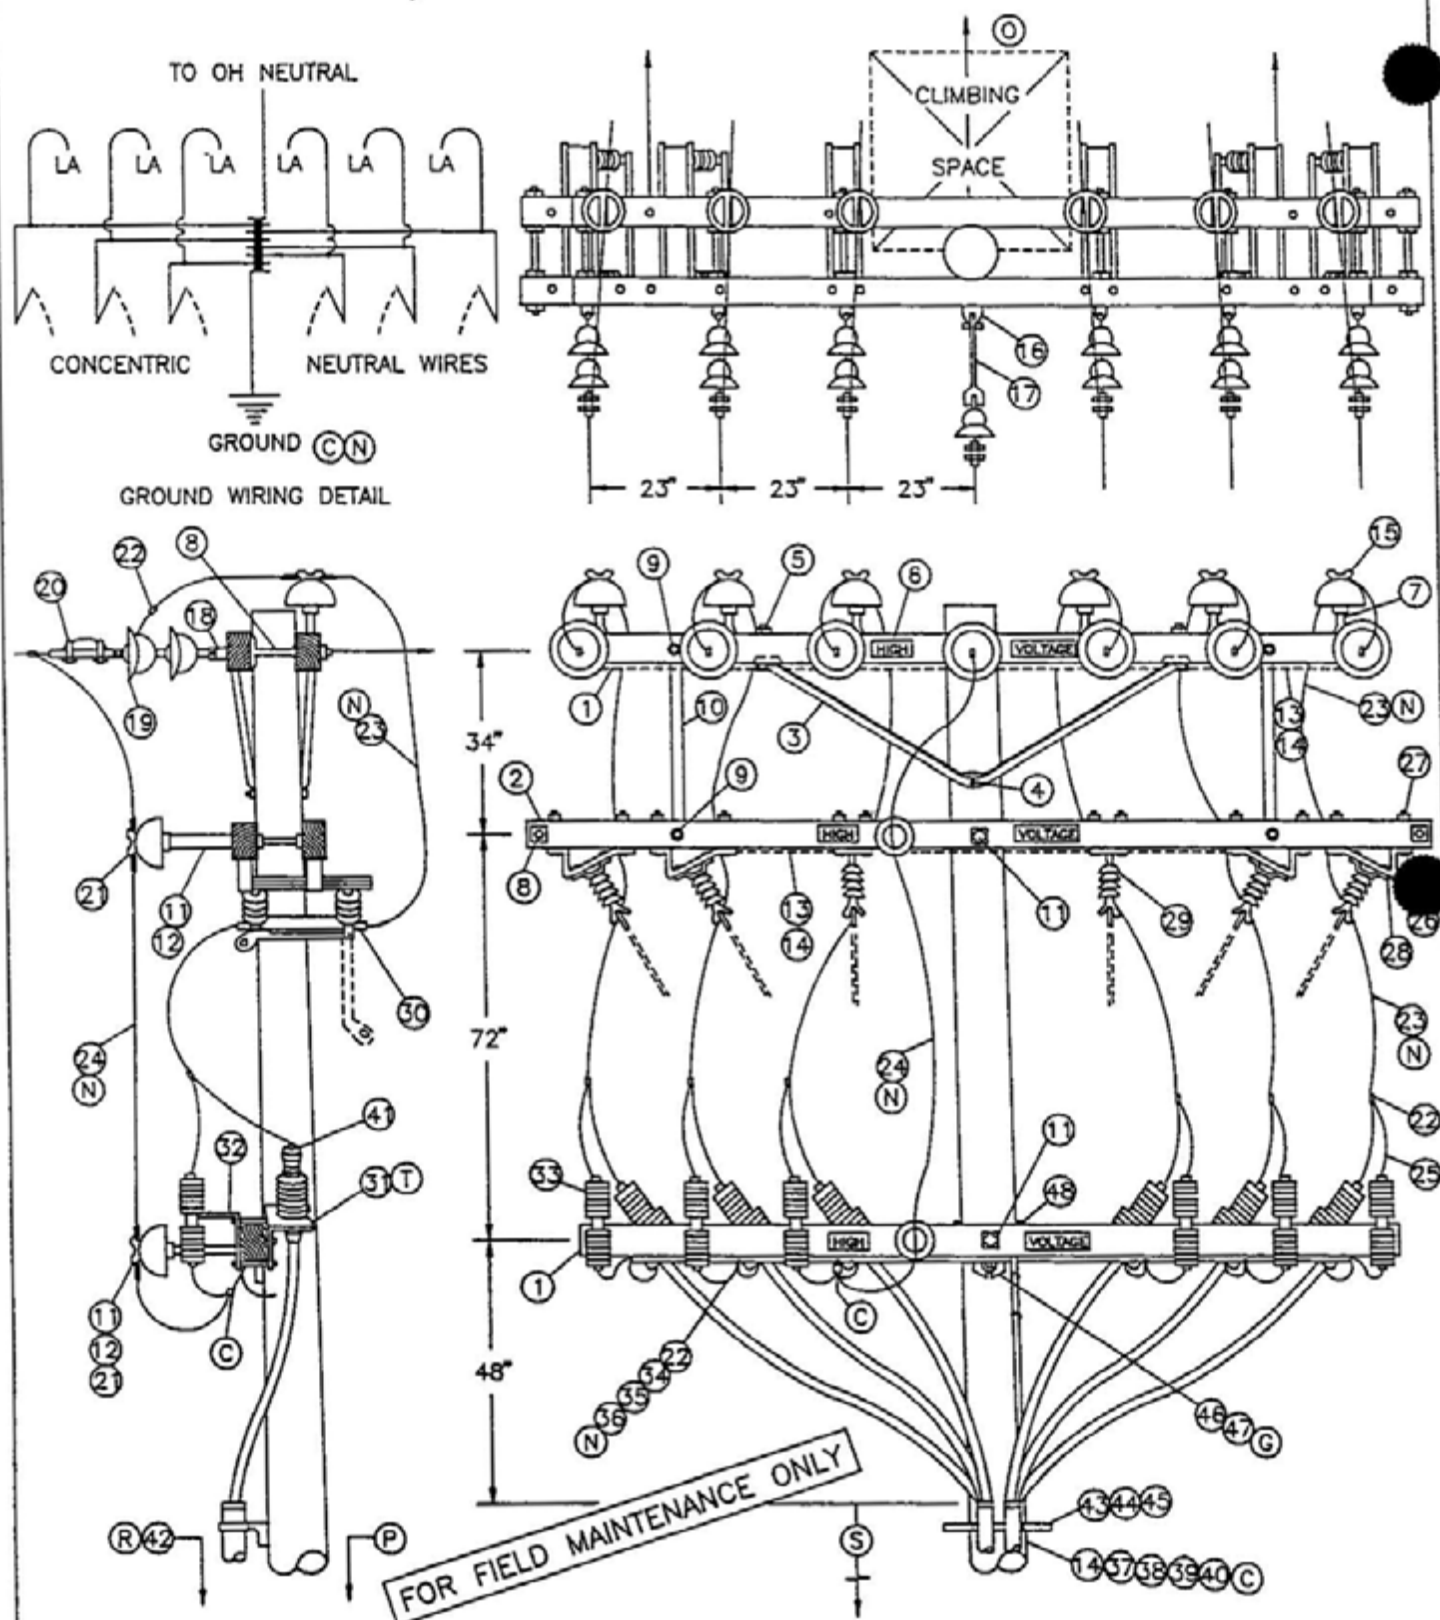 TO OH NEUTRAL
LA LA LA LA LA LA
CONCENTRIC NEUTRAL WIRES
GROUND C N
GROUND WIRING DETAIL
O
CLIMBING
SPACE
16
17
23" 23" 23"
22 8
20 18
19
N
23
21
11
12
30
24
N
41
32
31 T
11
12
21
C
R 42
P
9 5 6 15
7
HIGH VOLTAGE
1 10 3 13 23 N
14
34"
4
2 9 27
HIGH VOLTAGE
8
13 11 29 26
14 28
72"
24
N
23
N
22
11
25
33 48
HIGH VOLTAGE
1
C
22
34
35
36
N
48"
46
47
G
43 44 45
S
14 37 38 39 40 C
FOR FIELD MAINTENANCE ONLY